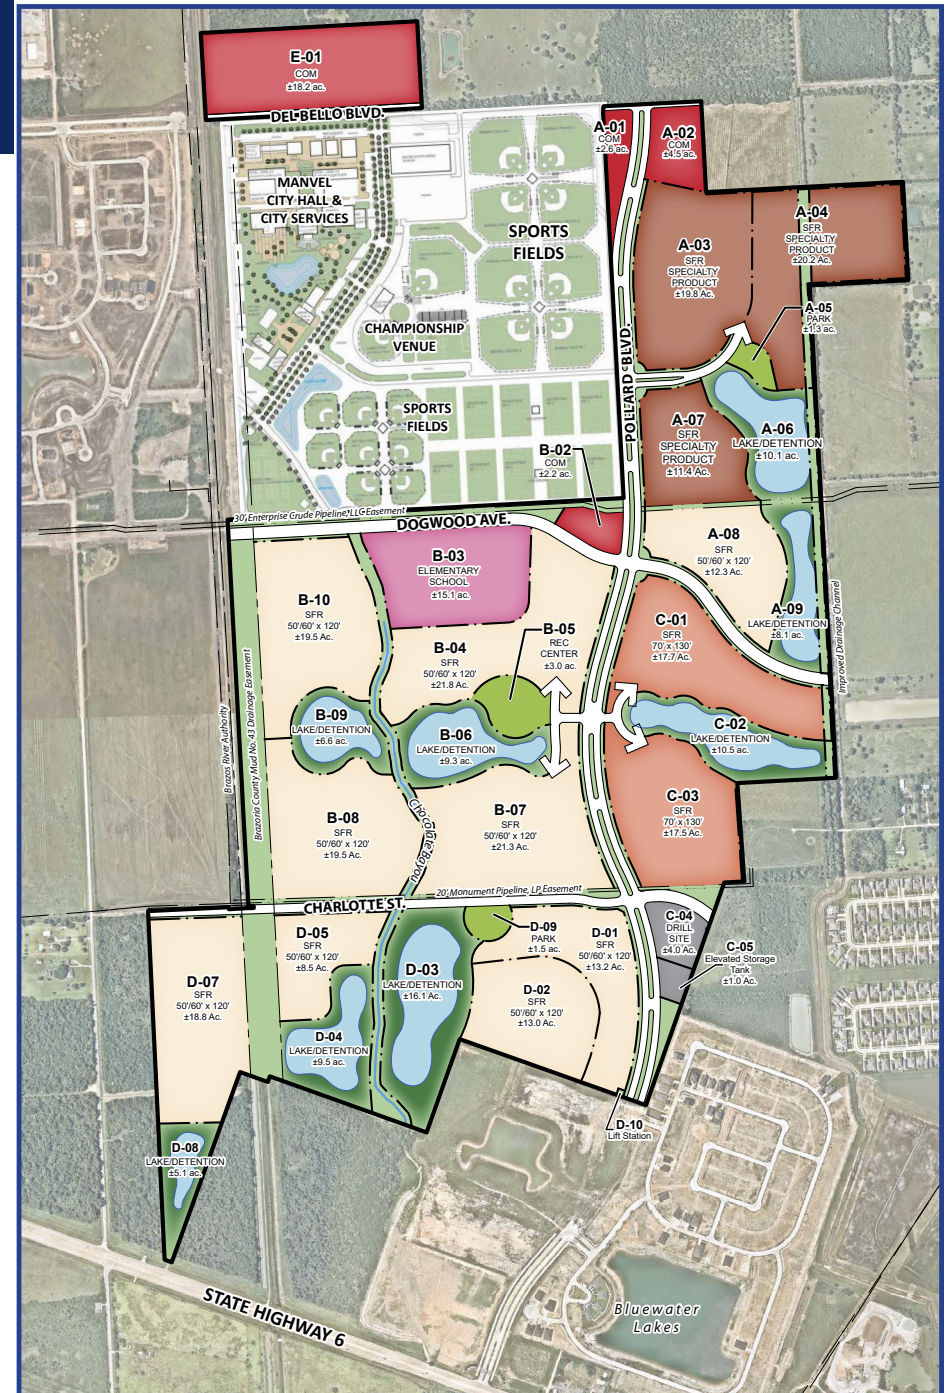 E-01
COM
±18.2 ac.
DEL BELLO BLVD.
MANVEL
CITY HALL &
CITY SERVICES
SPORTS
FIELDS
CHAMPIONSHIP
VENUE
SPORTS
FIELDS
A-01
COM
±2.6 ac.
A-02
COM
±4.5 ac.
A-03
SFR
SPECIALTY
PRODUCT
±19.8 Ac.
A-04
SFR
SPECIALTY
PRODUCT
±20.2 Ac.
A-05
PARK
±1.3 ac.
POLLARD BLVD.
A-07
SFR
SPECIALTY
PRODUCT
±11.4 Ac.
A-06
LAKE/DETENTION
±10.1 ac.
B-02
COM
±2.2 ac.
30' Enterprise Crude Pipeline, LLC Easement
DOGWOOD AVE.
B-03
ELEMENTARY
SCHOOL
±15.1 ac.
A-08
SFR
50'/60' x 120'
±12.3 Ac.
A-09
LAKE/DETENTION
±8.1 ac.
Improved Drainage Channel
B-10
SFR
50'/60' x 120'
±19.5 Ac.
B-04
SFR
50'/60' x 120'
±21.8 Ac.
B-05
REC
CENTER
±3.0 ac.
C-01
SFR
70' x 130'
±17.7 Ac.
B-09
LAKE/DETENTION
±6.6 ac.
B-06
LAKE/DETENTION
±9.3 ac.
C-02
LAKE/DETENTION
±10.5 ac.
Brazos River Authority
Brazoria County Mud No. 43 Drainage Easement
B-08
SFR
50'/60' x 120'
±19.5 Ac.
Chocolate Bayou
B-07
SFR
50'/60' x 120'
±21.3 Ac.
C-03
SFR
70' x 130'
±17.5 Ac.
20' Monument Pipeline, LP Easement
CHARLOTTE ST.
C-04
DRILL
SITE
±4.0 Ac.
C-05
Elevated Storage
Tank
±1.0 Ac.
D-05
SFR
50'/60' x 120'
±8.5 Ac.
D-09
PARK
±1.5 ac.
D-01
SFR
50'/60' x 120'
±13.2 Ac.
D-07
SFR
50'/60' x 120'
±18.8 Ac.
D-03
LAKE/DETENTION
±16.1 Ac.
D-02
SFR
50'/60' x 120'
±13.0 Ac.
D-04
LAKE/DETENTION
±9.5 ac.
D-10
Lift Station
D-08
LAKE/DETENTION
±5.1 ac.
STATE HIGHWAY 6
Bluewater
Lakes